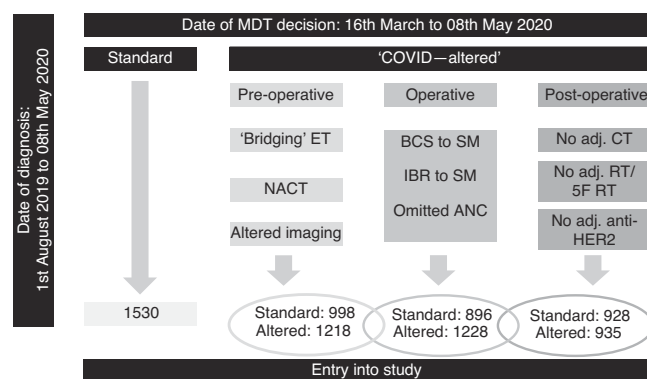 Date of MDT decision: 16th March to 08th May 2020
Date of diagnosis:
1st August 2019 to 08th May 2020
Standard
'COVID—altered'
Pre-operative
Operative
Post-operative
'Bridging' ET
NACT
Altered imaging
BCS to SM
IBR to SM
Omitted ANC
No adj. CT
No adj. RT/
5F RT
No adj. anti-
HER2
1530
Standard: 998
Altered: 1218
Standard: 896
Altered: 1228
Standard: 928
Altered: 935
Entry into study